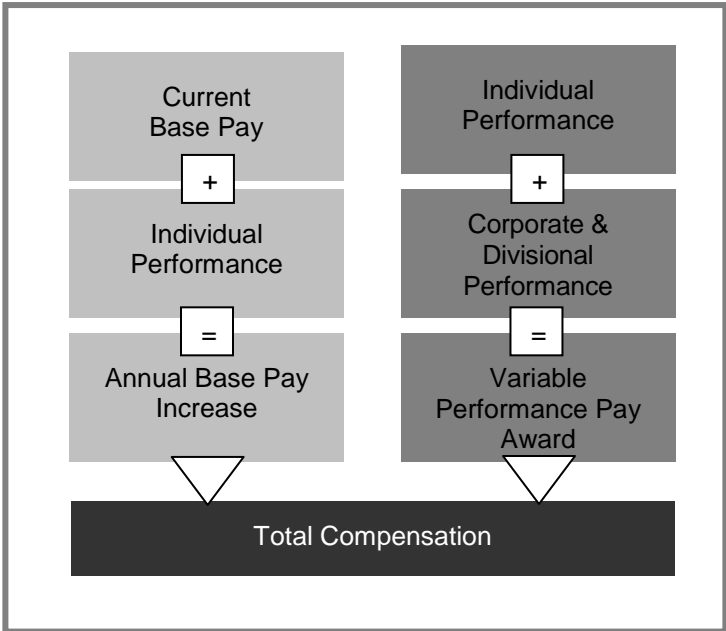 Current
Base Pay
+
Individual
Performance
=
Annual Base Pay
Increase
Individual
Performance
+
Corporate &
Divisional
Performance
=
Variable
Performance Pay
Award
Total Compensation